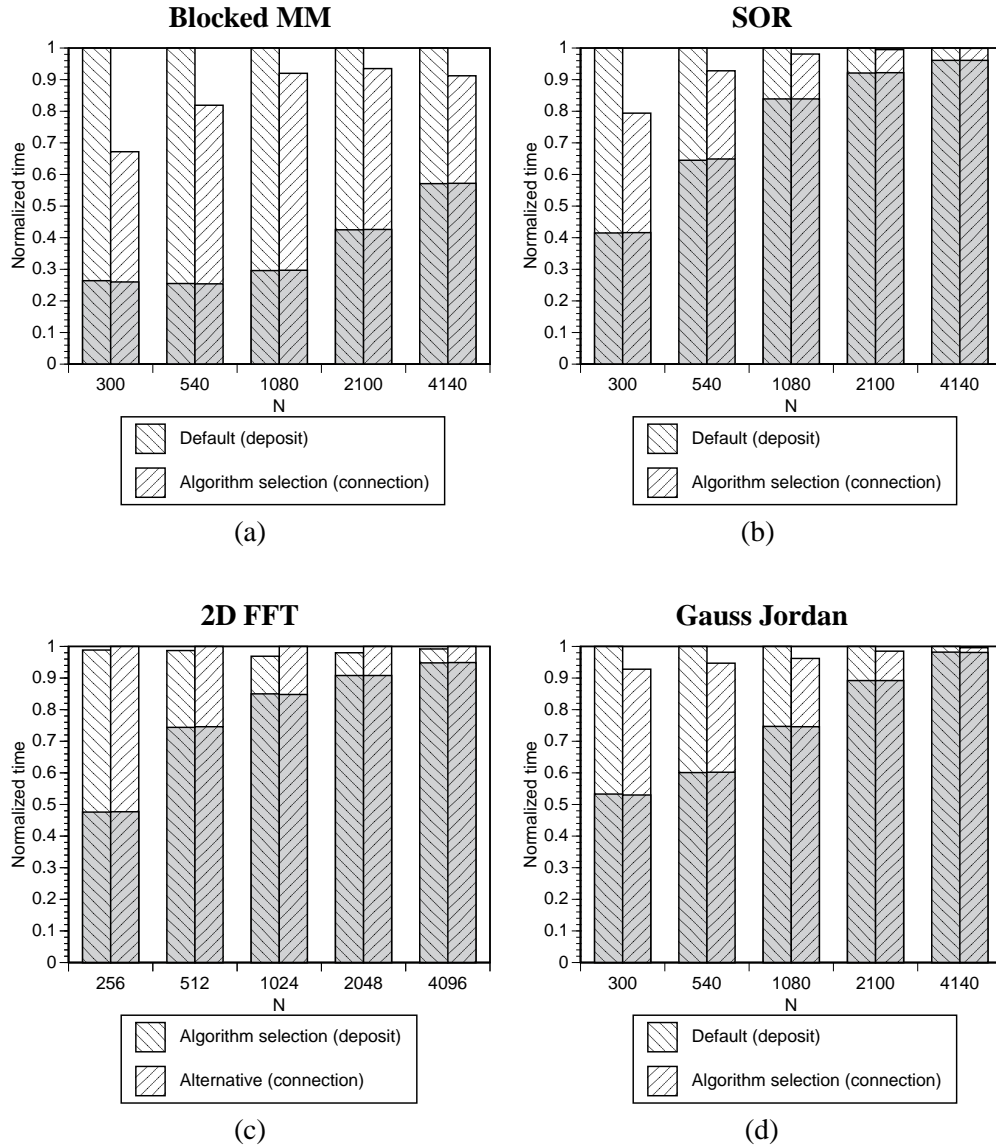 Blocked MM
Normalized time
1
0.9
0.8
0.7
0.6
0.5
0.4
0.3
0.2
0.1
0
300 540 1080 2100 4140
N
Default (deposit)
Algorithm selection (connection)
(a)
SOR
Normalized time
1
0.9
0.8
0.7
0.6
0.5
0.4
0.3
0.2
0.1
0
300 540 1080 2100 4140
N
Default (deposit)
Algorithm selection (connection)
(b)
2D FFT
Normalized time
1
0.9
0.8
0.7
0.6
0.5
0.4
0.3
0.2
0.1
0
256 512 1024 2048 4096
N
Algorithm selection (deposit)
Alternative (connection)
(c)
Gauss Jordan
Normalized time
1
0.9
0.8
0.7
0.6
0.5
0.4
0.3
0.2
0.1
0
300 540 1080 2100 4140
N
Default (deposit)
Algorithm selection (connection)
(d)